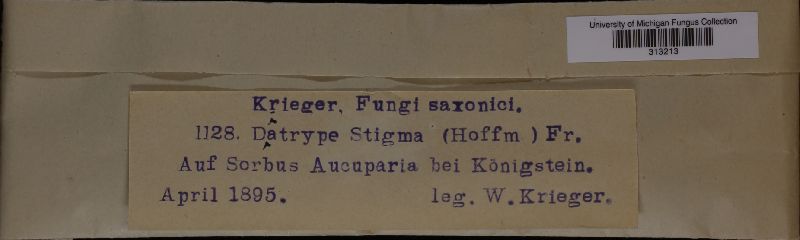 University of Michigan Fungus Collection
313213
Krieger, Fungi saxonici.
1128. Datrype Stigma (Hoffm ) Fr.
Auf Sorbus Aucuparia bei Königstein.
April 1895. leg. W. Krieger.